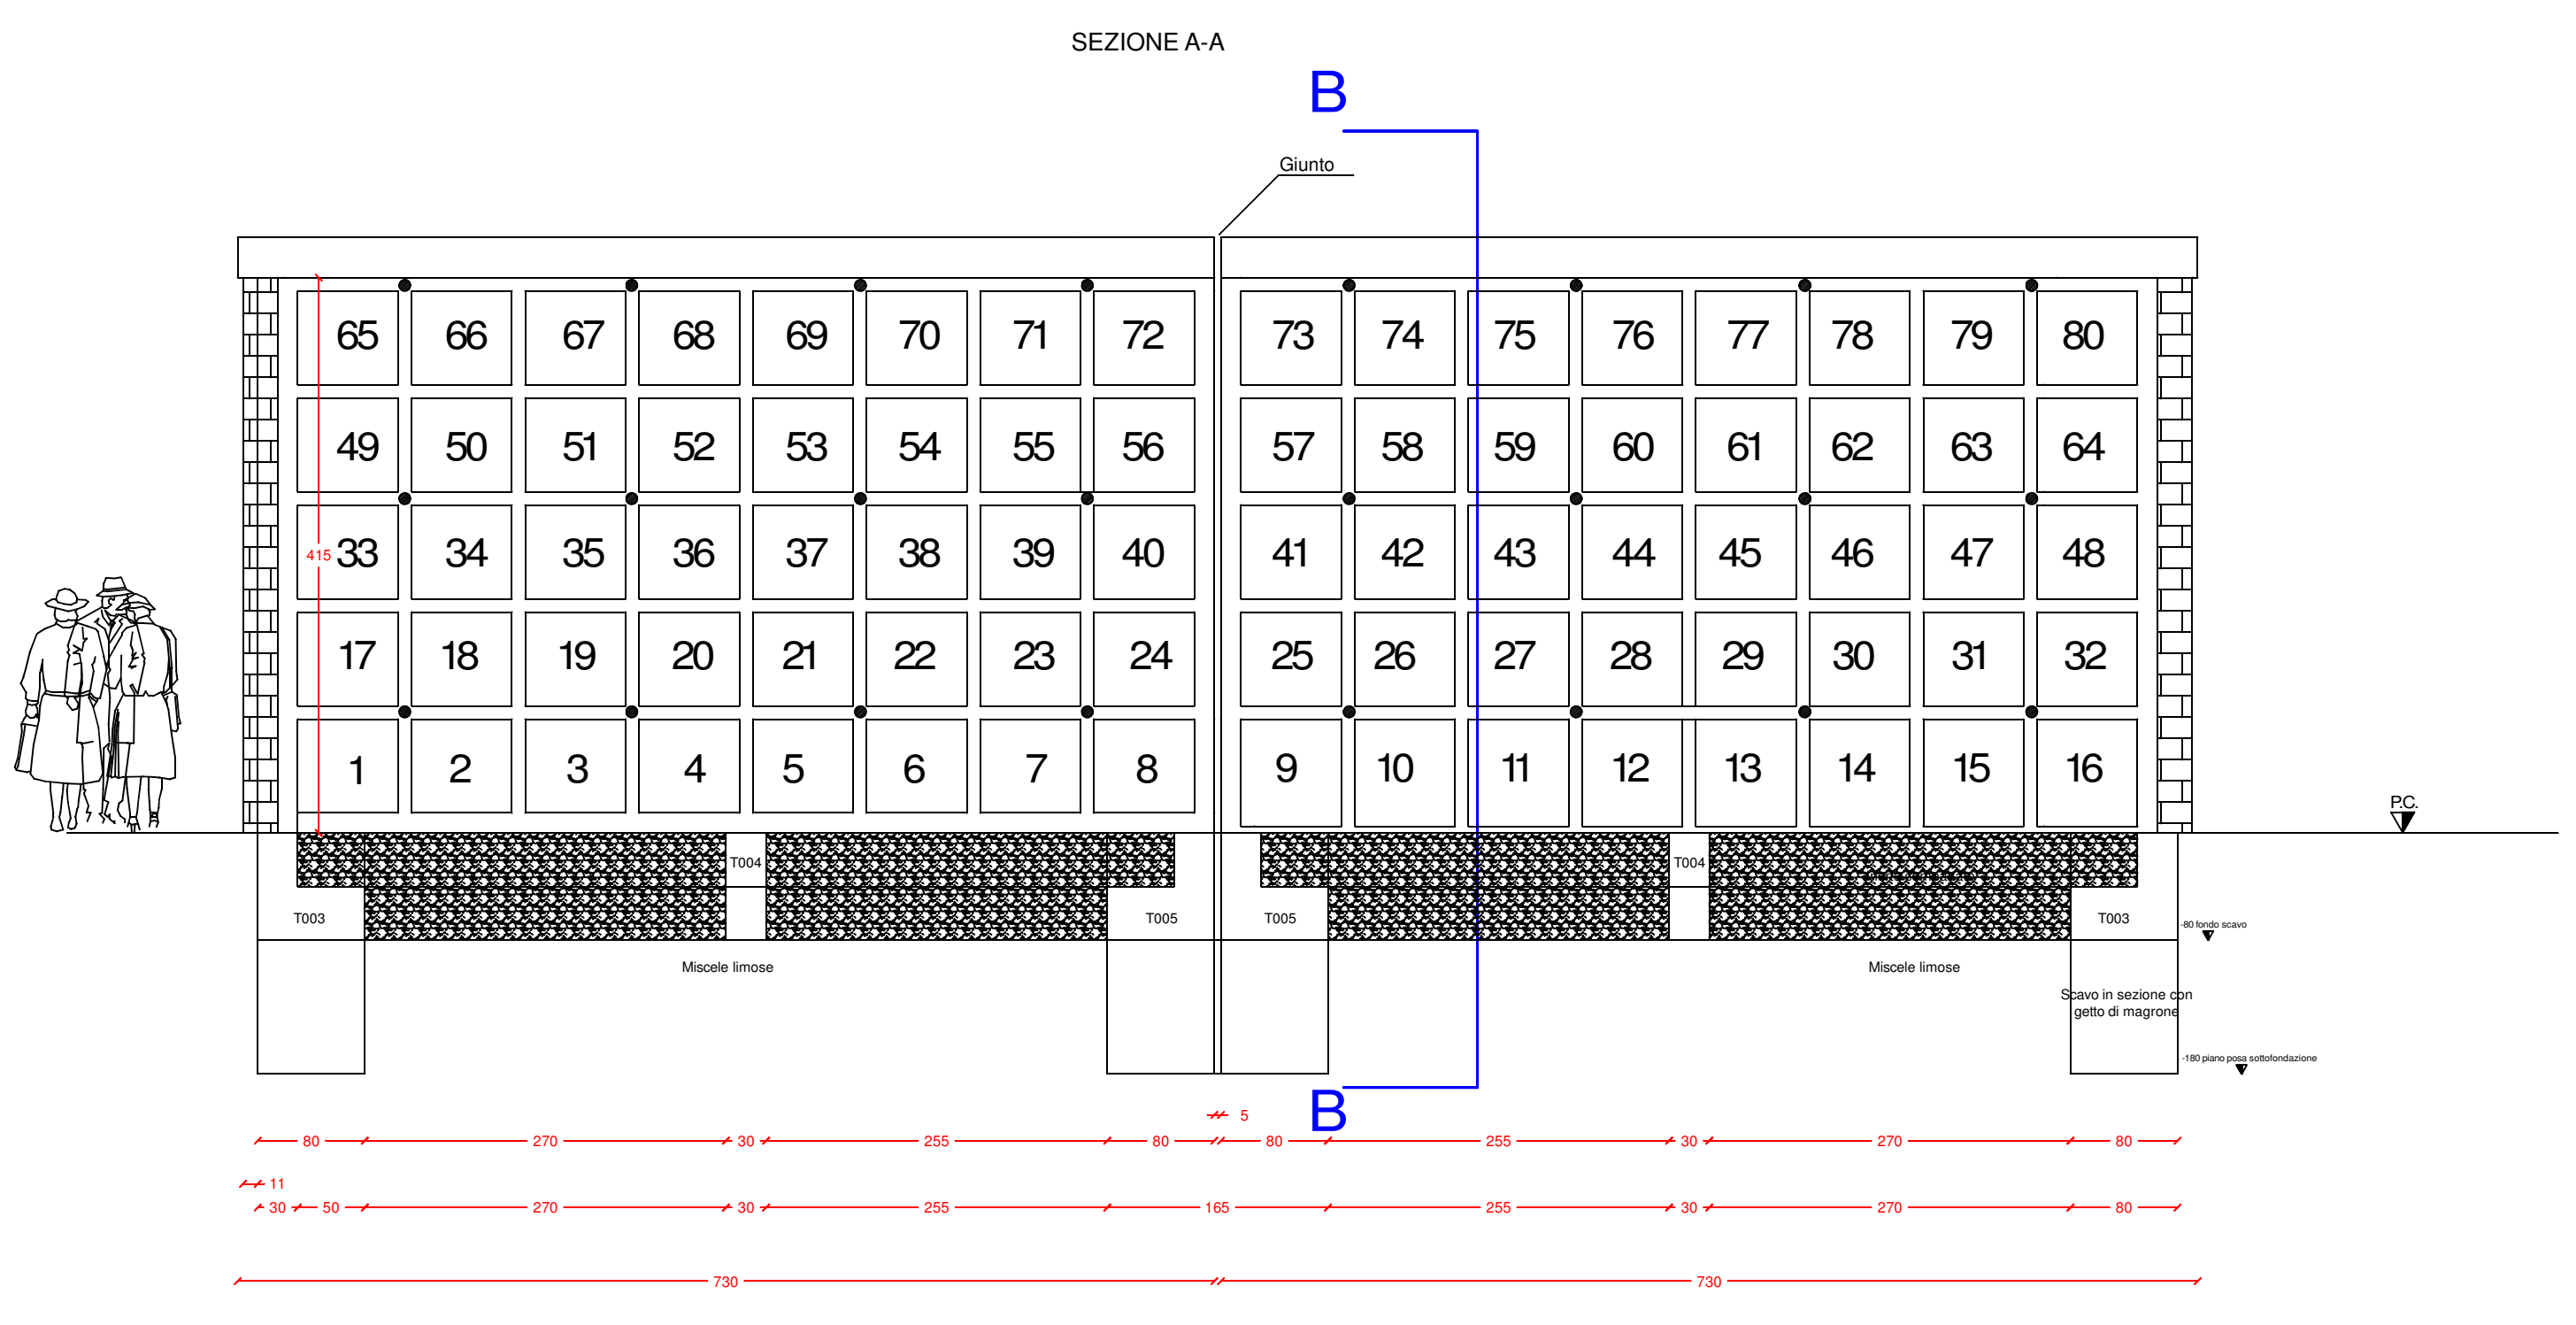 SEZIONE A-A
B
Giunto
65 66 67 68 69 70 71 72 73 74 75 76 77 78 79 80
49 50 51 52 53 54 55 56 57 58 59 60 61 62 63 64
415 33 34 35 36 37 38 39 40 41 42 43 44 45 46 47 48
17 18 19 20 21 22 23 24 25 26 27 28 29 30 31 32
1 2 3 4 5 6 7 8 9 10 11 12 13 14 15 16
P.C.
T004 T004
T003 T005 T005 T003
-80 fondo scavo
Miscele limose Miscele limose
Scavo in sezione con
getto di magrone
-180 piano posa sottofondazione
B
5
80 270 30 255 80 80 255 30 270 80
11
30 50 270 30 255 165 255 30 270 80
730 730